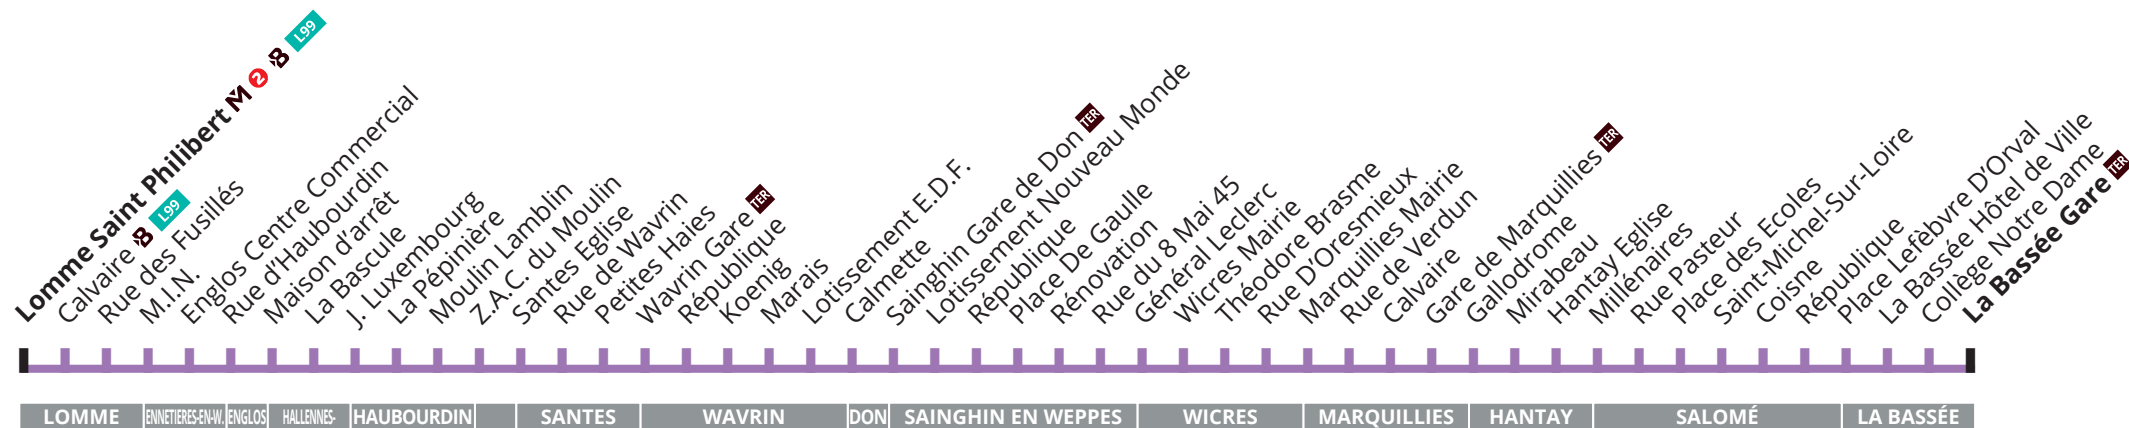 Lomme Saint Philibert M 2 B L99
Calvaire B L99
Rue des Fusillés
M.I.N.
Englos Centre Commercial
Rue d’Haubourdin
Maison d’arrêt
La Bascule
J. Luxembourg
La Pépinière
Moulin Lamblin
Z.A.C. du Moulin
Santes Eglise
Rue de Wavrin
Petites Haies
Wavrin Gare TER
République
Koenig
Marais
Lotissement E.D.F.
Calmette
Sainghin Gare de Don TER
Lotissement Nouveau Monde
République
Place De Gaulle
Rénovation
Rue du 8 Mai 45
Général Leclerc
Wicres Mairie
Théodore Brasme
Rue D’Oresmieux
Marquillies Mairie
Rue de Verdun
Calvaire
Gare de Marquillies TER
Gallodrome
Mirabeau
Hantay Eglise
Millénaires
Rue Pasteur
Place des Ecoles
Saint-Michel-Sur-Loire
Coisne
République
Place Lefèbvre D’Orval
La Bassée Hôtel de Ville
Collège Notre Dame
La Bassée Gare TER
LOMME ENNETIERES-EN-W. ENGLOS HALLENNES- HAUBOURDIN SANTES WAVRIN DON SAINGHIN EN WEPPES WICRES MARQUILLIES HANTAY SALOMÉ LA BASSÉE